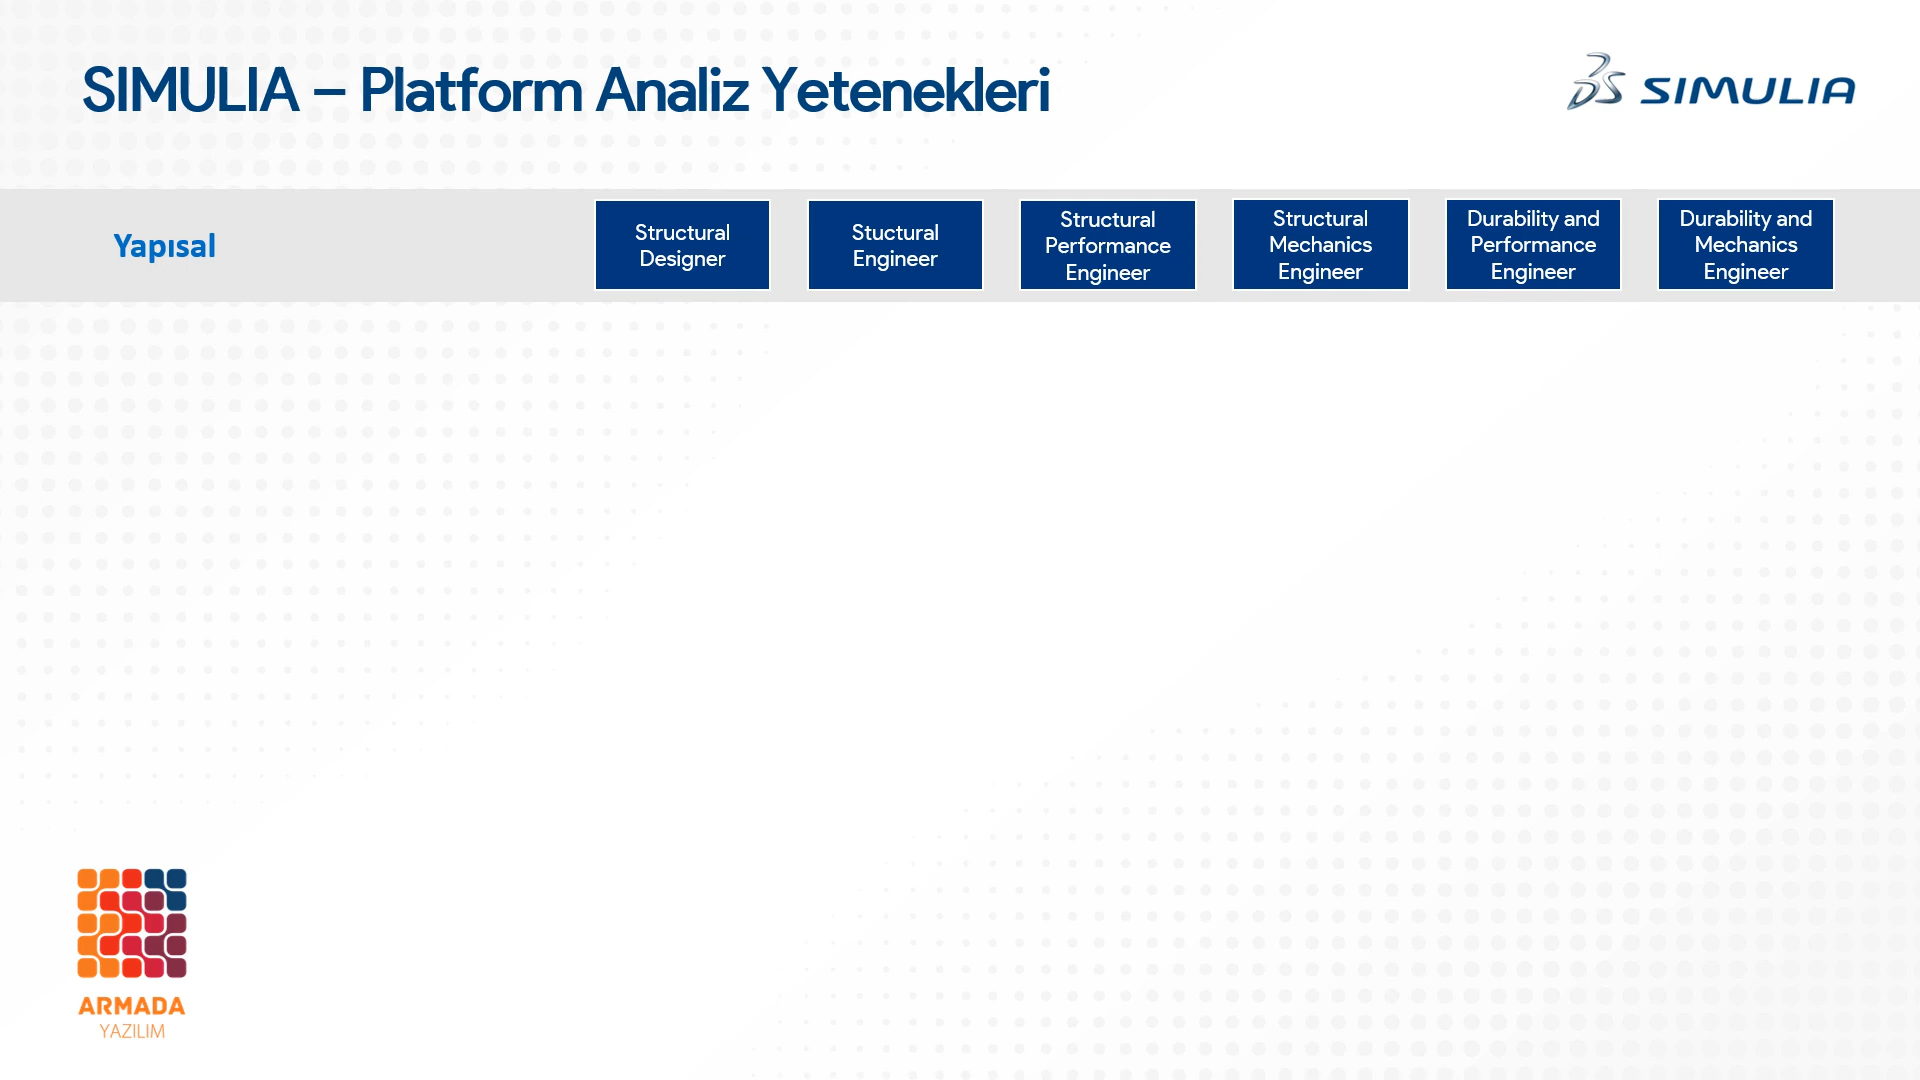 SIMULIA – Platform Analiz Yetenekleri
SIMULIA
Yapısal
Structural
Designer
Stuctural
Engineer
Structural
Performance
Engineer
Structural
Mechanics
Engineer
Durability and
Performance
Engineer
Durability and
Mechanics
Engineer
ARMADA
YAZILIM